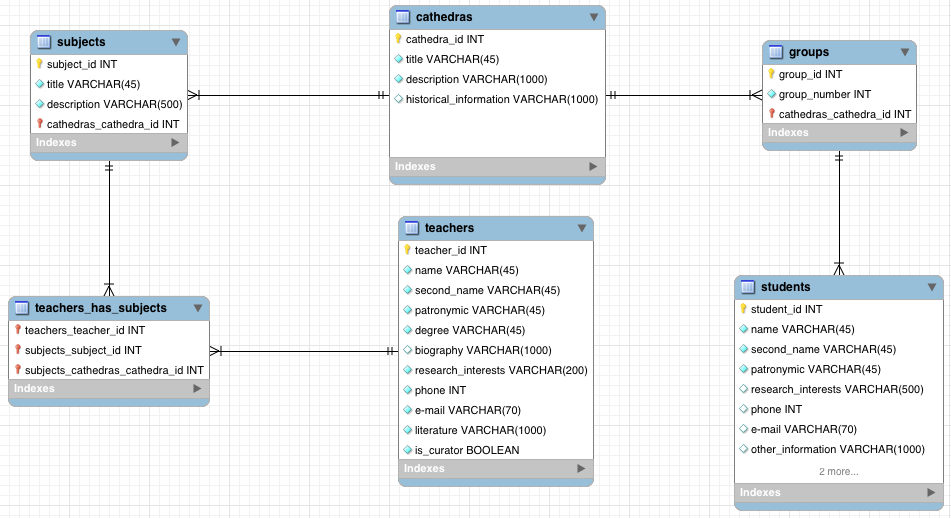 subjects
subject_id INT
title VARCHAR(45)
description VARCHAR(500)
cathedras_cathedra_id INT
Indexes
cathedras
cathedra_id INT
title VARCHAR(45)
description VARCHAR(1000)
historical_information VARCHAR(1000)
Indexes
groups
group_id INT
group_number INT
cathedras_cathedra_id INT
Indexes
teachers_has_subjects
teachers_teacher_id INT
subjects_subject_id INT
subjects_cathedras_cathedra_id INT
Indexes
teachers
teacher_id INT
name VARCHAR(45)
second_name VARCHAR(45)
patronymic VARCHAR(45)
degree VARCHAR(45)
biography VARCHAR(1000)
research_interests VARCHAR(200)
phone INT
e-mail VARCHAR(70)
literature VARCHAR(1000)
is_curator BOOLEAN
Indexes
students
student_id INT
name VARCHAR(45)
second_name VARCHAR(45)
patronymic VARCHAR(45)
research_interests VARCHAR(500)
phone INT
e-mail VARCHAR(70)
other_information VARCHAR(1000)
2 more...
Indexes